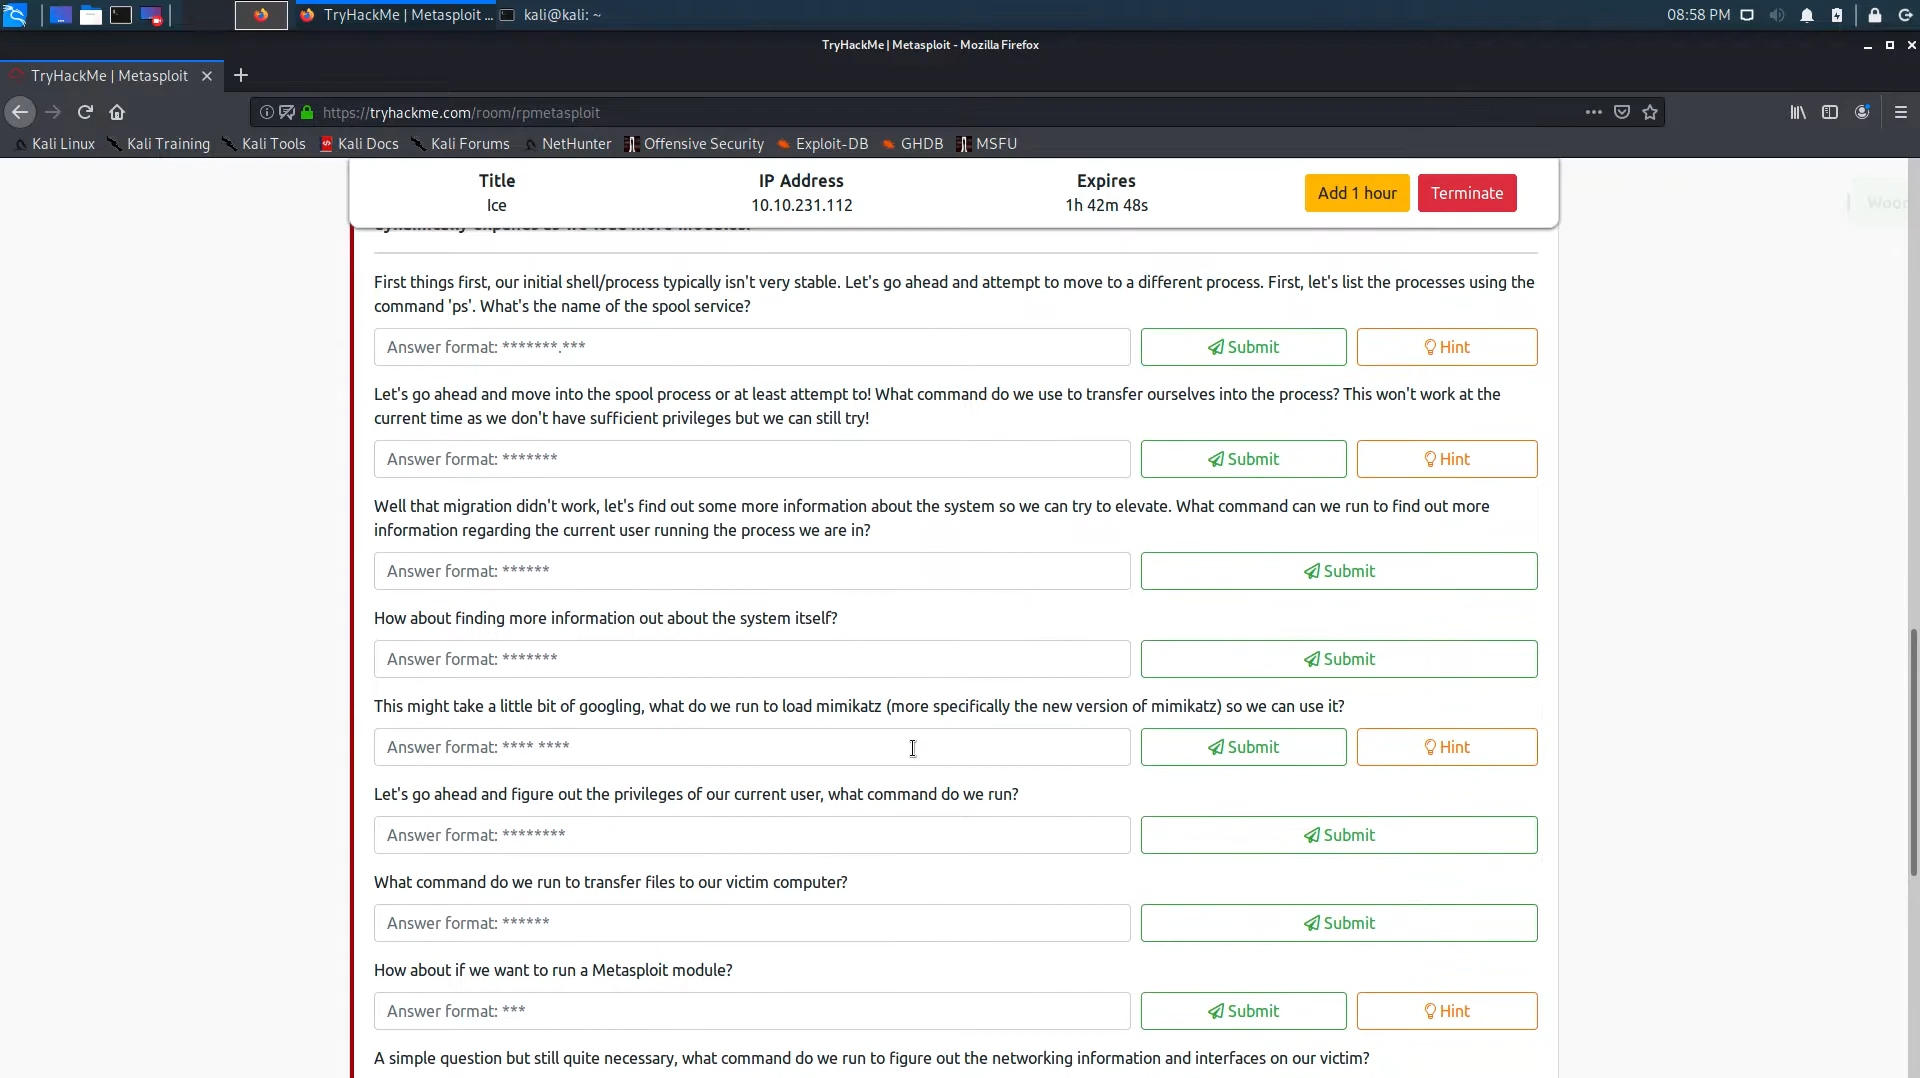 TryHackMe | Metasploit ...
kali@kali: ~
08:58 PM
TryHackMe | Metasploit - Mozilla Firefox
TryHackMe | Metasploit
https://tryhackme.com/room/rpmetasploit
Kali Linux
Kali Training
Kali Tools
Kali Docs
Kali Forums
NetHunter
Offensive Security
Exploit-DB
GHDB
MSFU
Title
IP Address
Expires
Add 1 hour
Terminate
Ice
10.10.231.112
1h 42m 48s
First things first, our initial shell/process typically isn't very stable. Let's go ahead and attempt to move to a different process. First, let's list the processes using the
command 'ps'. What's the name of the spool service?
Answer format: *******.***
Submit
Hint
Let's go ahead and move into the spool process or at least attempt to! What command do we use to transfer ourselves into the process? This won't work at the
current time as we don't have sufficient privileges but we can still try!
Answer format: *******
Submit
Hint
Well that migration didn't work, let's find out some more information about the system so we can try to elevate. What command can we run to find out more
information regarding the current user running the process we are in?
Answer format: ******
Submit
How about finding more information out about the system itself?
Answer format: *******
Submit
This might take a little bit of googling, what do we run to load mimikatz (more specifically the new version of mimikatz) so we can use it?
Answer format: **** ****
Submit
Hint
Let's go ahead and figure out the privileges of our current user, what command do we run?
Answer format: ********
Submit
What command do we run to transfer files to our victim computer?
Answer format: ******
Submit
How about if we want to run a Metasploit module?
Answer format: ***
Submit
Hint
A simple question but still quite necessary, what command do we run to figure out the networking information and interfaces on our victim?